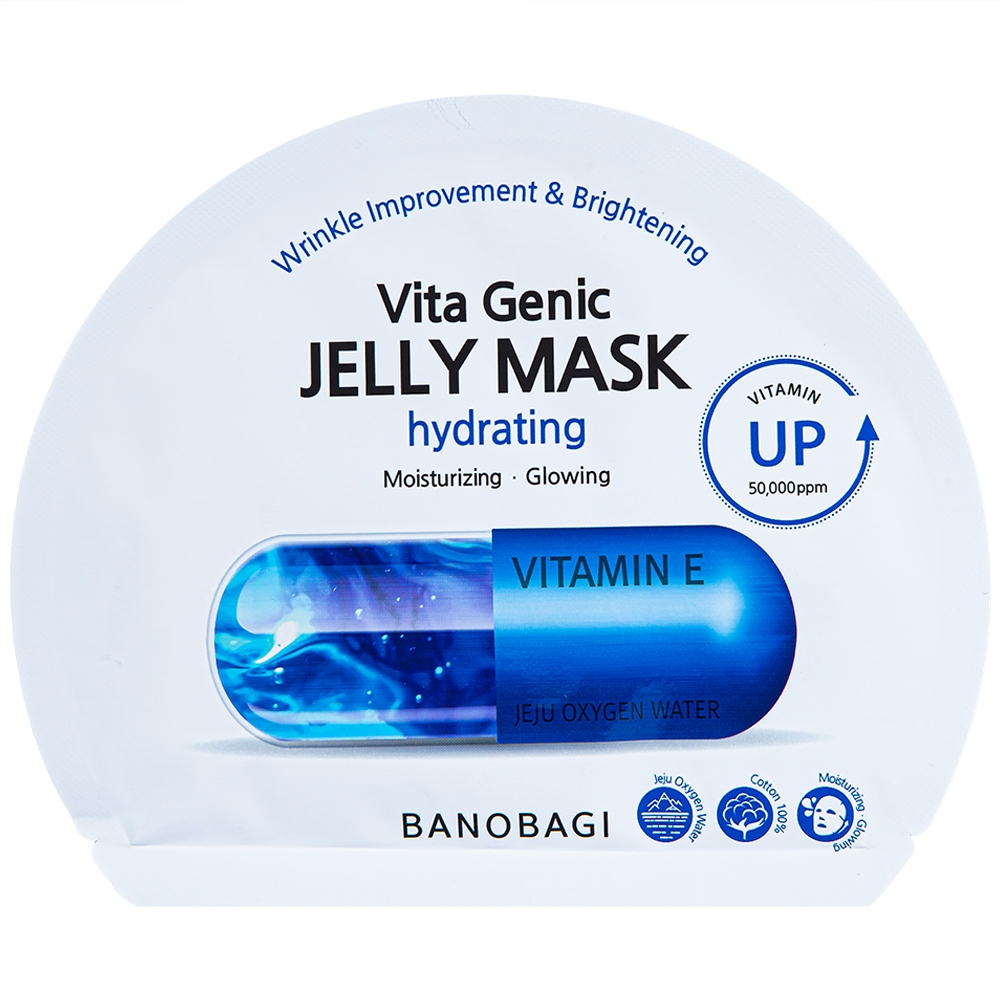 Wrinkle Improvement & Brightening
Vita Genic
JELLY MASK
hydrating
Moisturizing · Glowing
VITAMIN
UP
50,000ppm
VITAMIN E
JEJU OXYGEN WATER
BANOBAGI
Jeju Oxygen Water
Cotton 100%
Moisturizing · Glowing